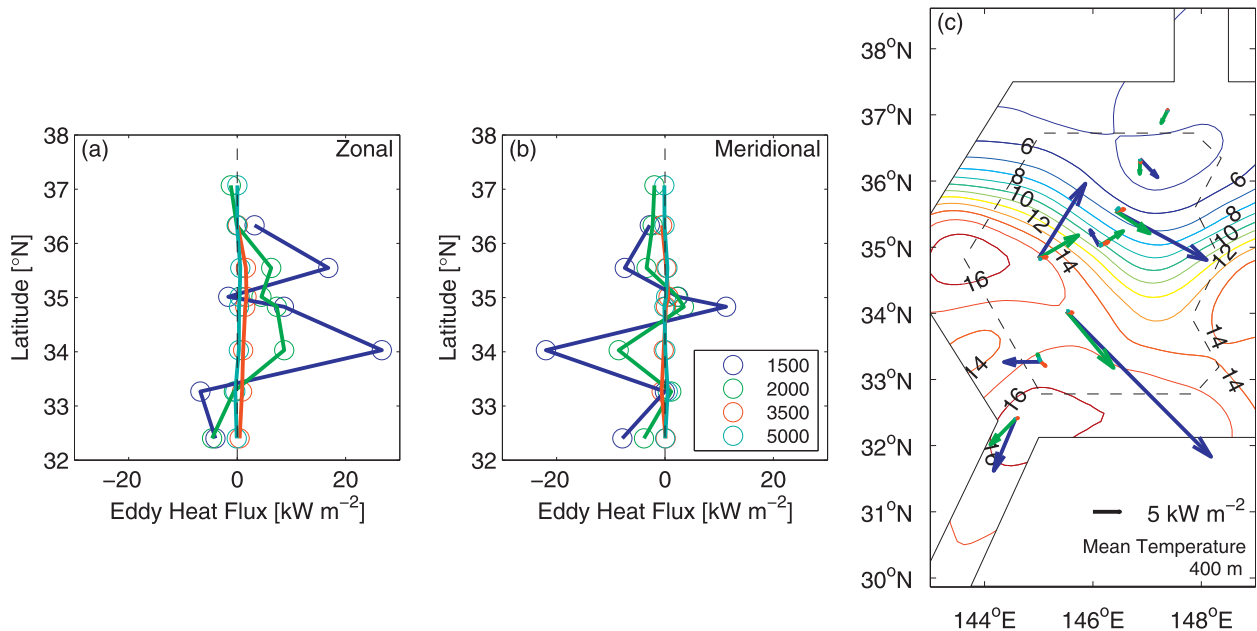 (a)
Zonal
38
37
36
35
34
33
32
Latitude [°N]
−20
0
20
Eddy Heat Flux [kW m−2]
(b)
Meridional
38
37
36
35
34
33
32
Latitude [°N]
1500
2000
3500
5000
−20
0
20
Eddy Heat Flux [kW m−2]
(c)
38°N
37°N
36°N
35°N
34°N
33°N
32°N
31°N
30°N
6
8
10
12
14
16
6
8
10
12
14
14
14
16
16
5 kW m−2
Mean Temperature
400 m
144°E
146°E
148°E